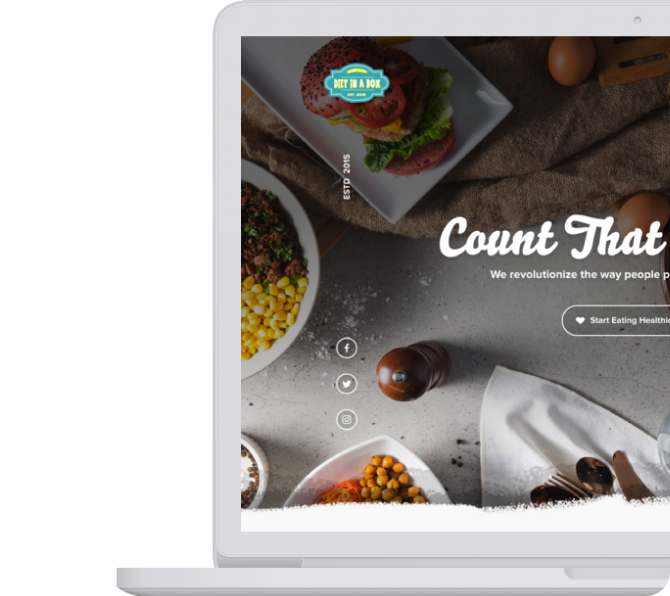 DIET IN A BOX
ESTD 2015
Count That
We revolutionize the way people p
Start Eating Healthie